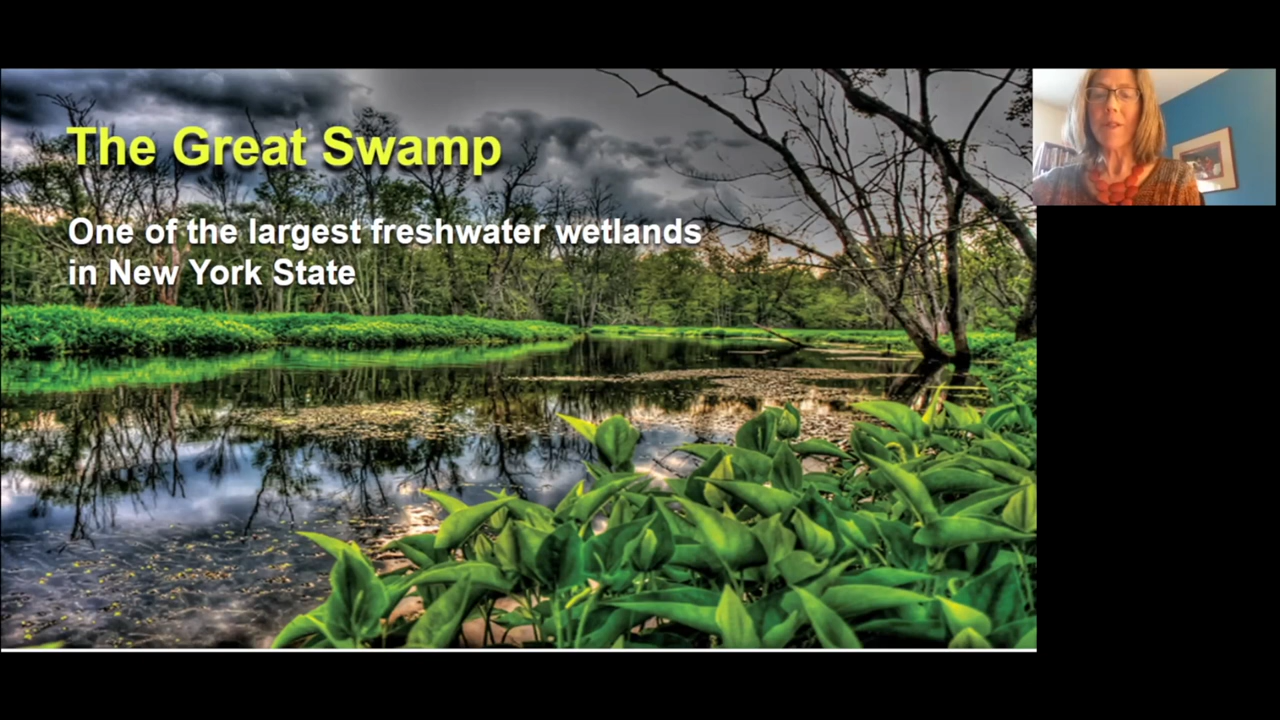 The Great Swamp
One of the largest freshwater wetlands
in New York State